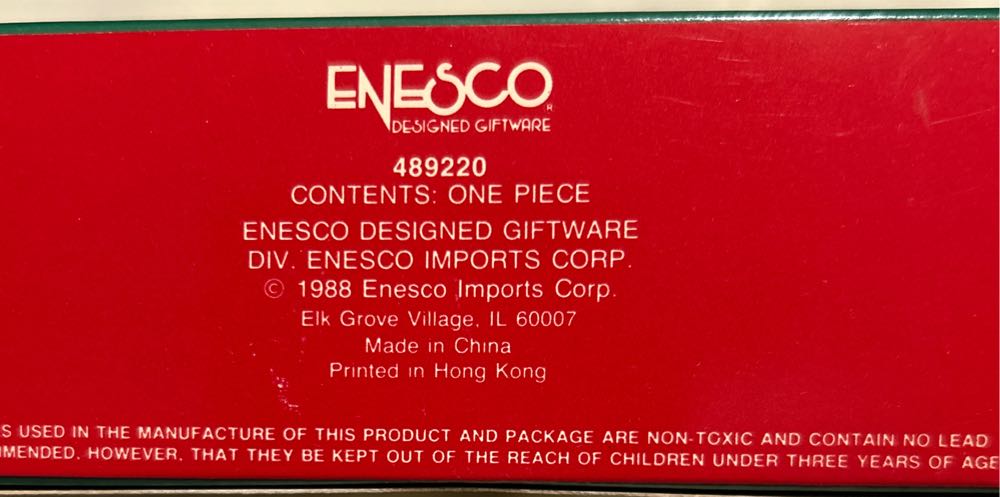 ENESCO
®
DESIGNED GIFTWARE
489220
CONTENTS: ONE PIECE
ENESCO DESIGNED GIFTWARE
DIV. ENESCO IMPORTS CORP.
© 1988 Enesco Imports Corp.
Elk Grove Village, IL 60007
Made in China
Printed in Hong Kong
USED IN THE MANUFACTURE OF THIS PRODUCT AND PACKAGE ARE NON-TOXIC AND CONTAIN NO LEAD
HOWEVER, THAT THEY BE KEPT OUT OF THE REACH OF CHILDREN UNDER THREE YEARS OF AGE